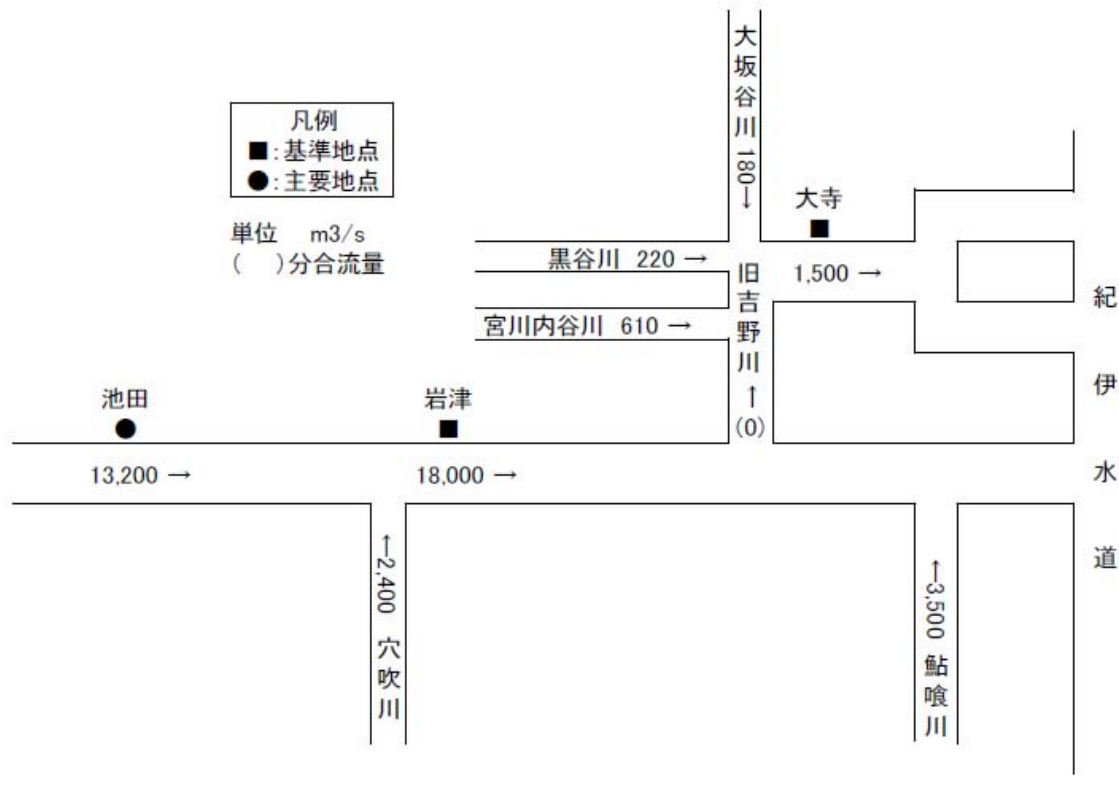 凡例
■:基準地点
●:主要地点
単位 m3/s
( )分合流量
大坂谷川 180→
大寺
■
黒谷川 220 →
1,500 →
宮川内谷川 610 →
旧吉野川 ↑
(0)
池田
●
岩津
■
13,200 →
18,000 →
←2,400 穴吹川
←3,500 鮎喰川
紀伊水道